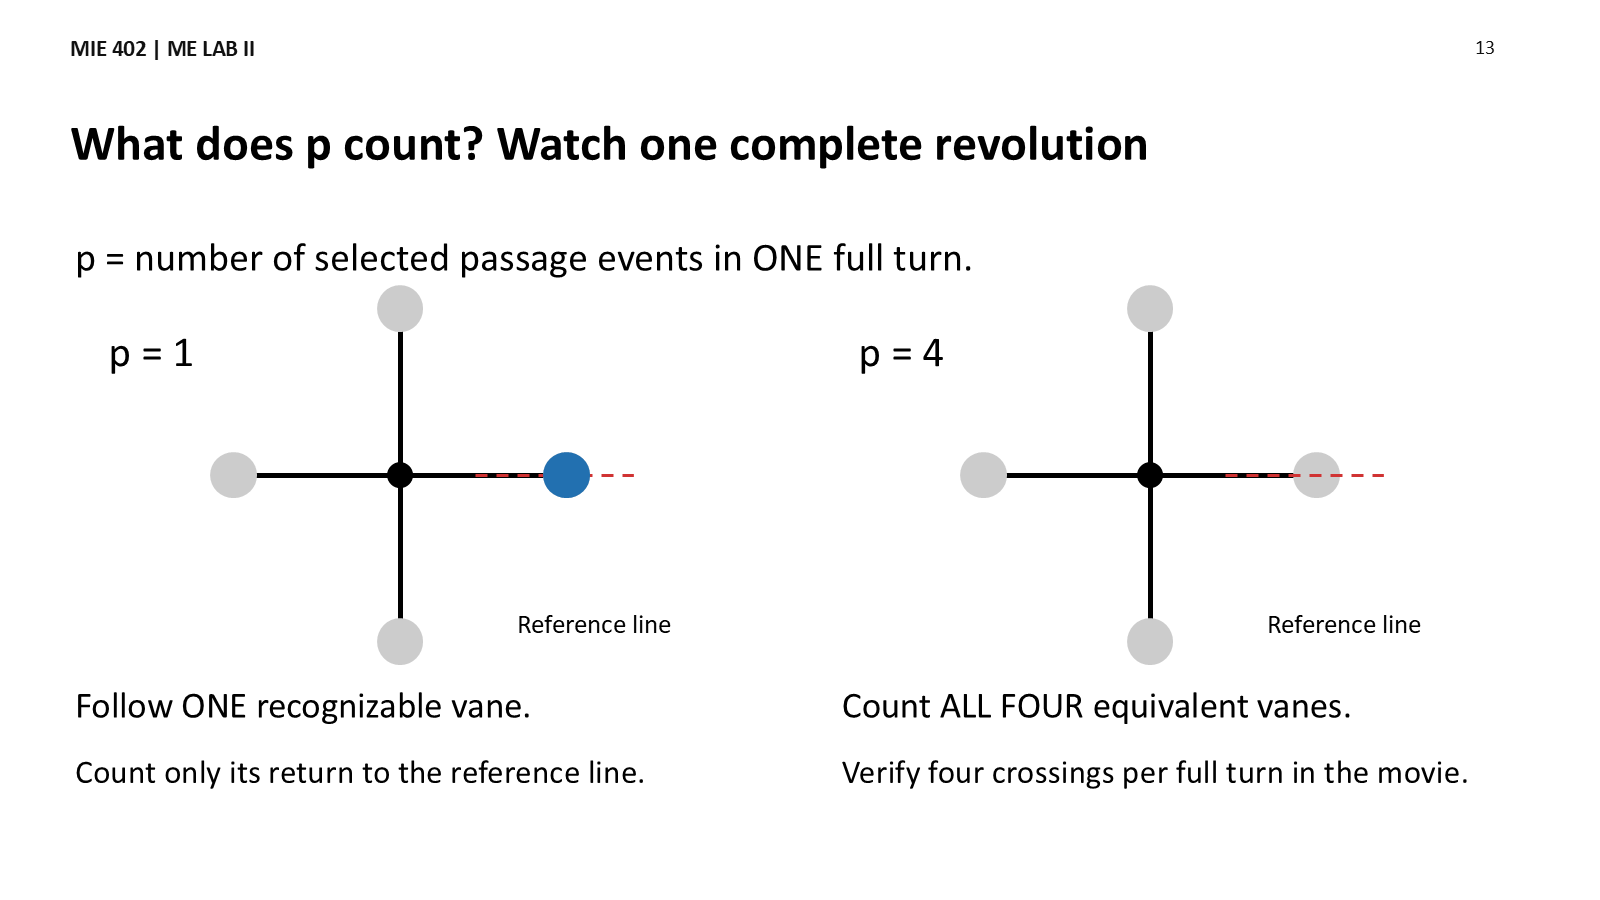 MIE 402 | ME LAB II
13
What does p count? Watch one complete revolution
p = number of selected passage events in ONE full turn.
p = 1
p = 4
Reference line
Reference line
Follow ONE recognizable vane.
Count ALL FOUR equivalent vanes.
Count only its return to the reference line.
Verify four crossings per full turn in the movie.